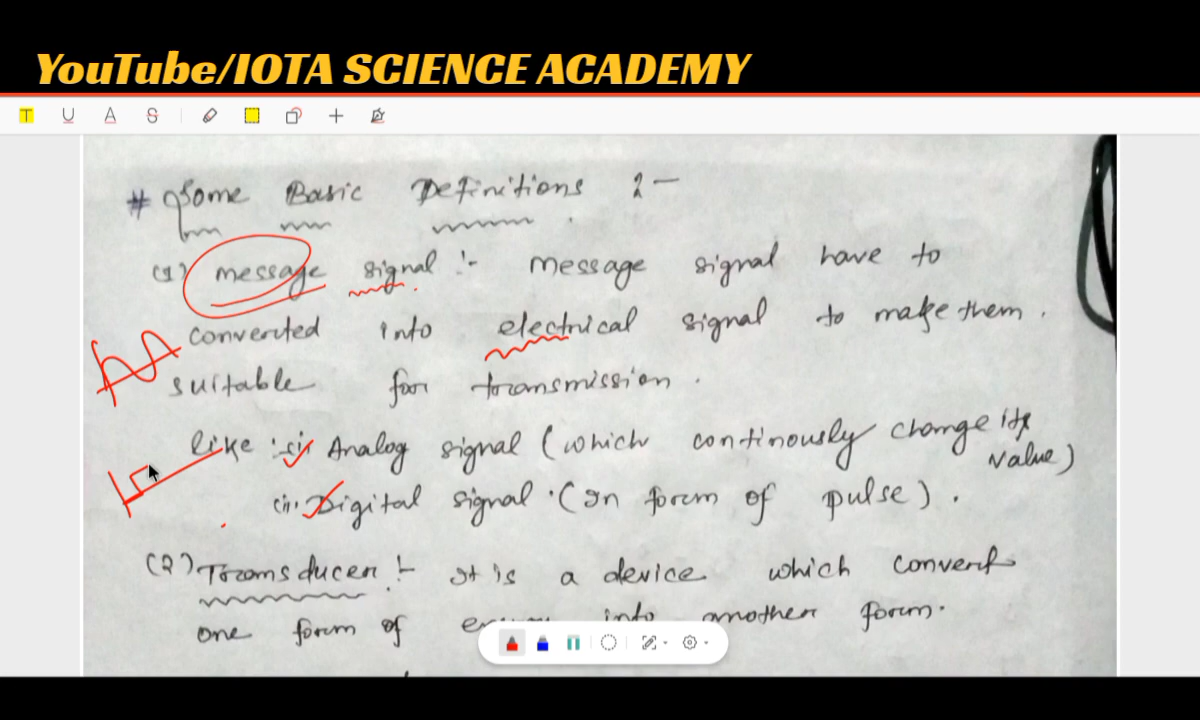 YouTube/IOTA SCIENCE ACADEMY
T U A S
# Some Basic Definitions :-
(1) message signal :- message signal have to
converted into electrical signal to make them.
suitable for transmission.
like :-(i) Analog signal (which continously change its
value)
(ii). Digital signal. (In form of pulse).
(2) Transducer :- It is a device which convert
one form of into another form.